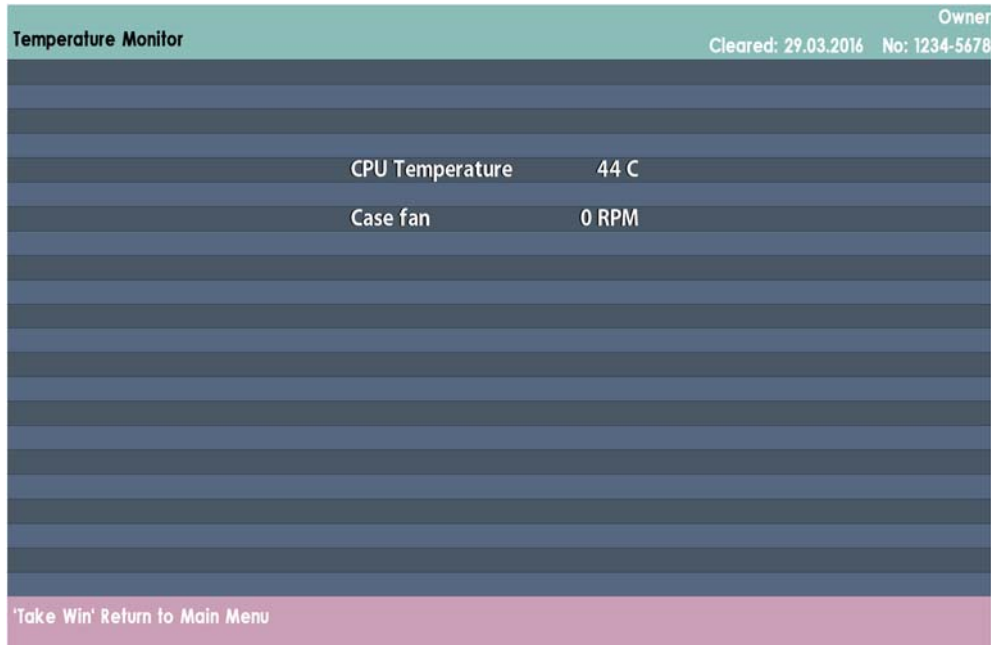 Owner
Temperature Monitor
Cleared: 29.03.2016 No: 1234-5678
CPU Temperature 44 C
Case fan 0 RPM
'Take Win' Return to Main Menu